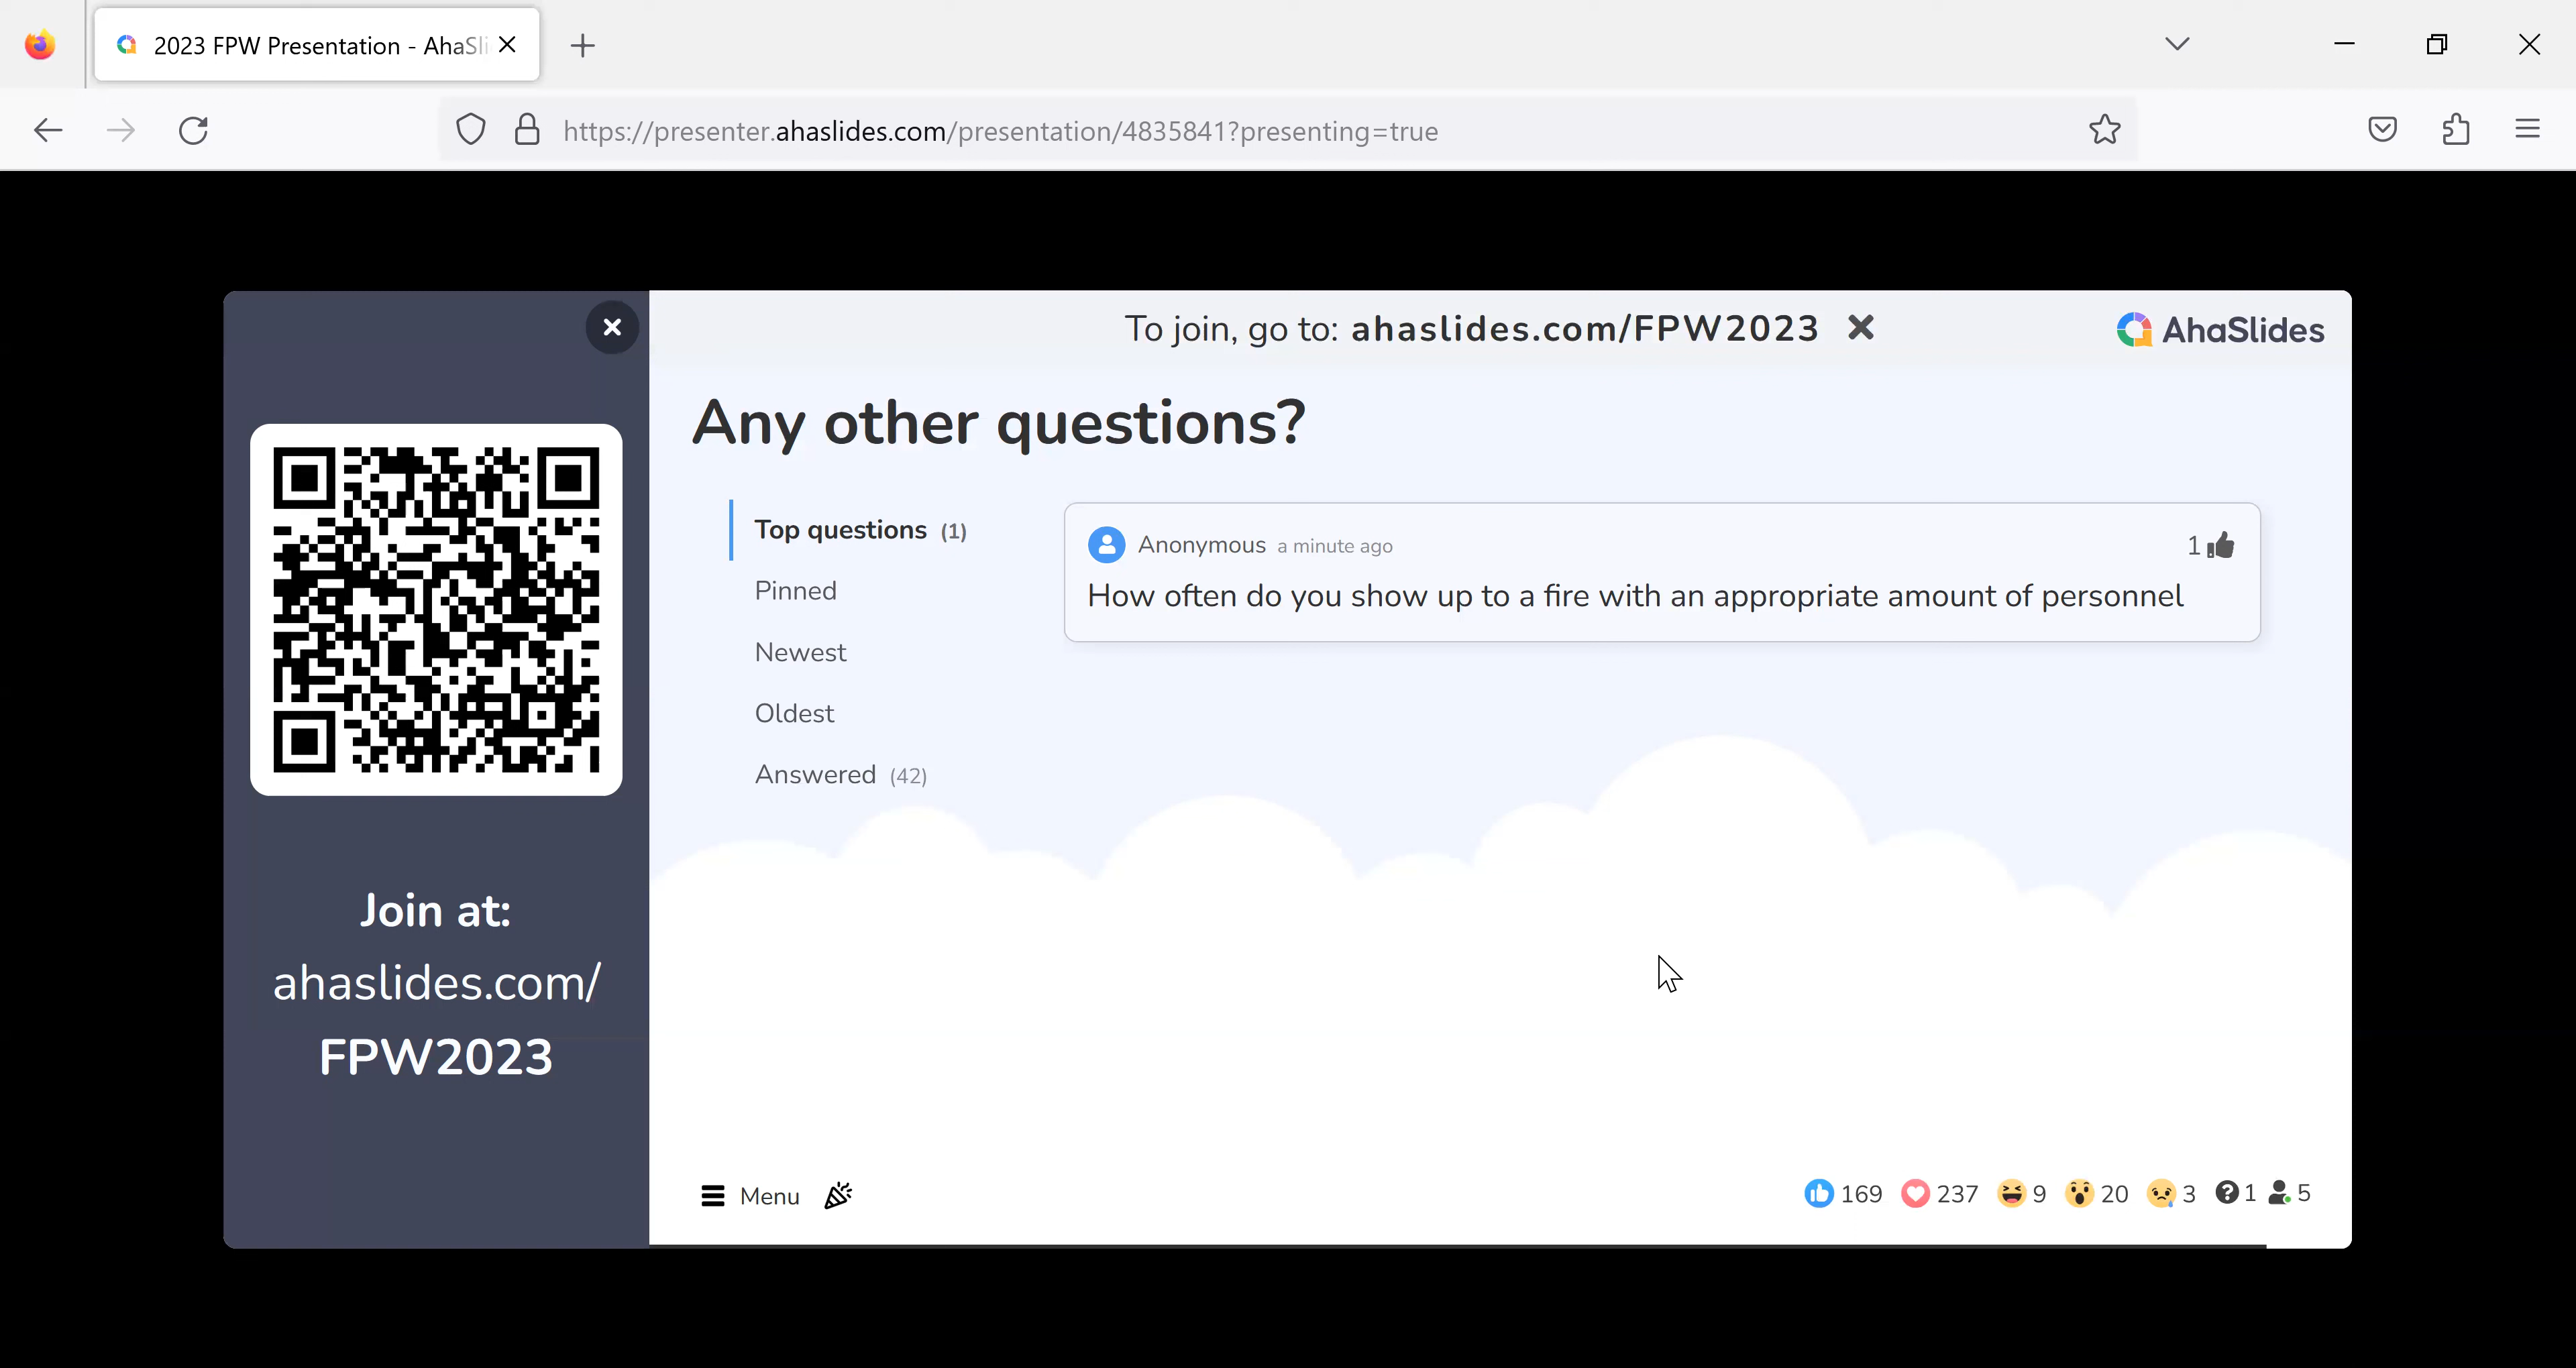 2023 FPW Presentation - AhaSli
https://presenter.ahaslides.com/presentation/4835841?presenting=true
To join, go to: ahaslides.com/FPW2023
AhaSlides
Any other questions?
Top questions (1)
Pinned
Newest
Oldest
Answered (42)
Anonymous a minute ago
1
How often do you show up to a fire with an appropriate amount of personnel
Join at:
ahaslides.com/
FPW2023
Menu
169 237 9 20 3 1 5